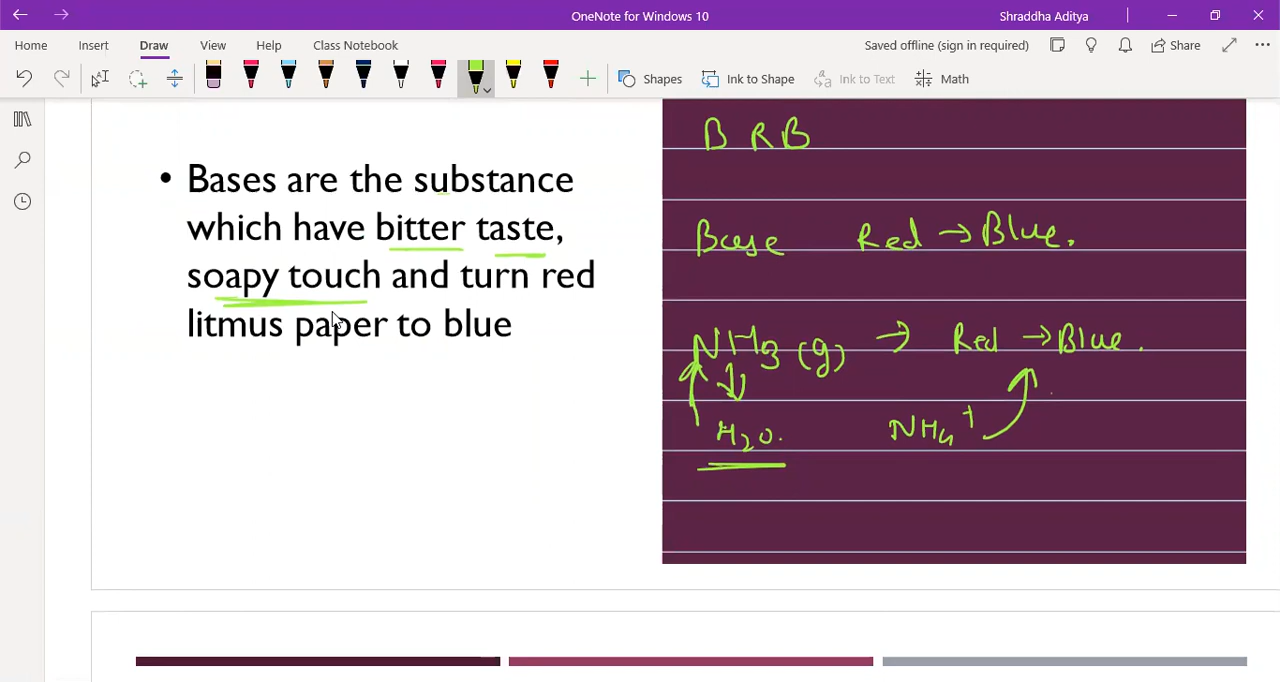 OneNote for Windows 10
Shraddha Aditya
Home Insert Draw View Help Class Notebook
Saved offline (sign in required) Share
Shapes Ink to Shape Ink to Text Math
• Bases are the substance
which have bitter taste,
soapy touch and turn red
litmus paper to blue
B R B
Base Red → Blue.
NH3 (g) → Red → Blue.
H2O. NH4+